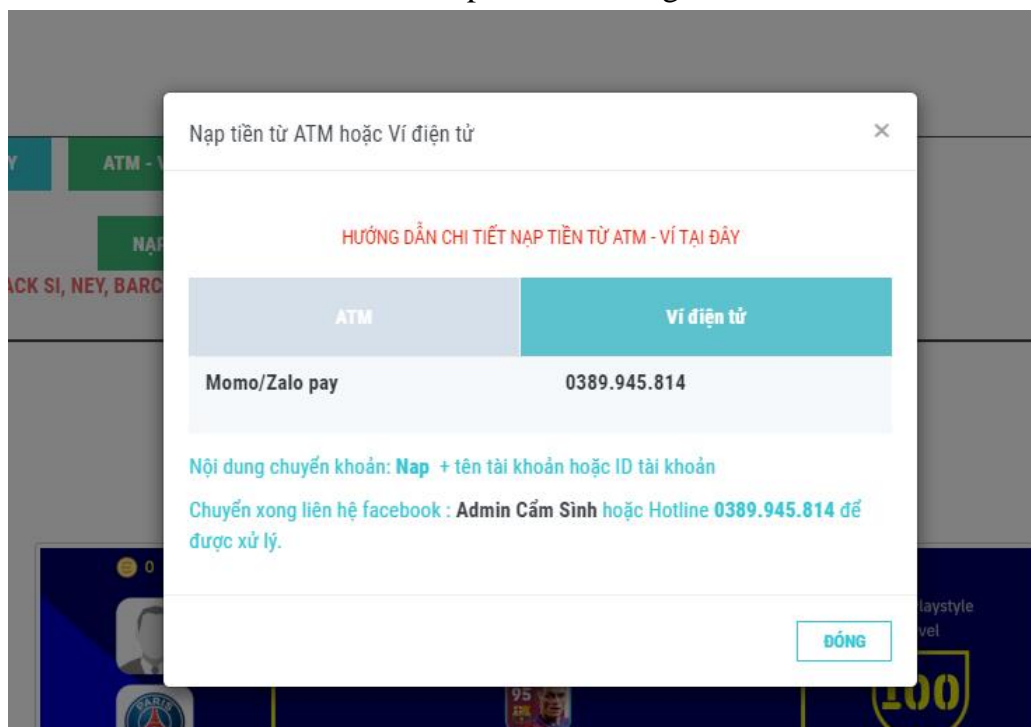 Nạp tiền từ ATM hoặc Ví điện tử ×
Y ATM - V
HƯỚNG DẪN CHI TIẾT NẠP TIỀN TỪ ATM - VÍ TẠI ĐÂY
NẠP
ACK SI, NEY, BARC
ATM Ví điện tử
Momo/Zalo pay 0389.945.814
Nội dung chuyển khoản: Nap + tên tài khoản hoặc ID tài khoản
Chuyển xong liên hệ facebook : Admin Cẩm Sình hoặc Hotline 0389.945.814 để
được xử lý.
0
laystyle
vel
ĐÓNG
95
100
PARIS